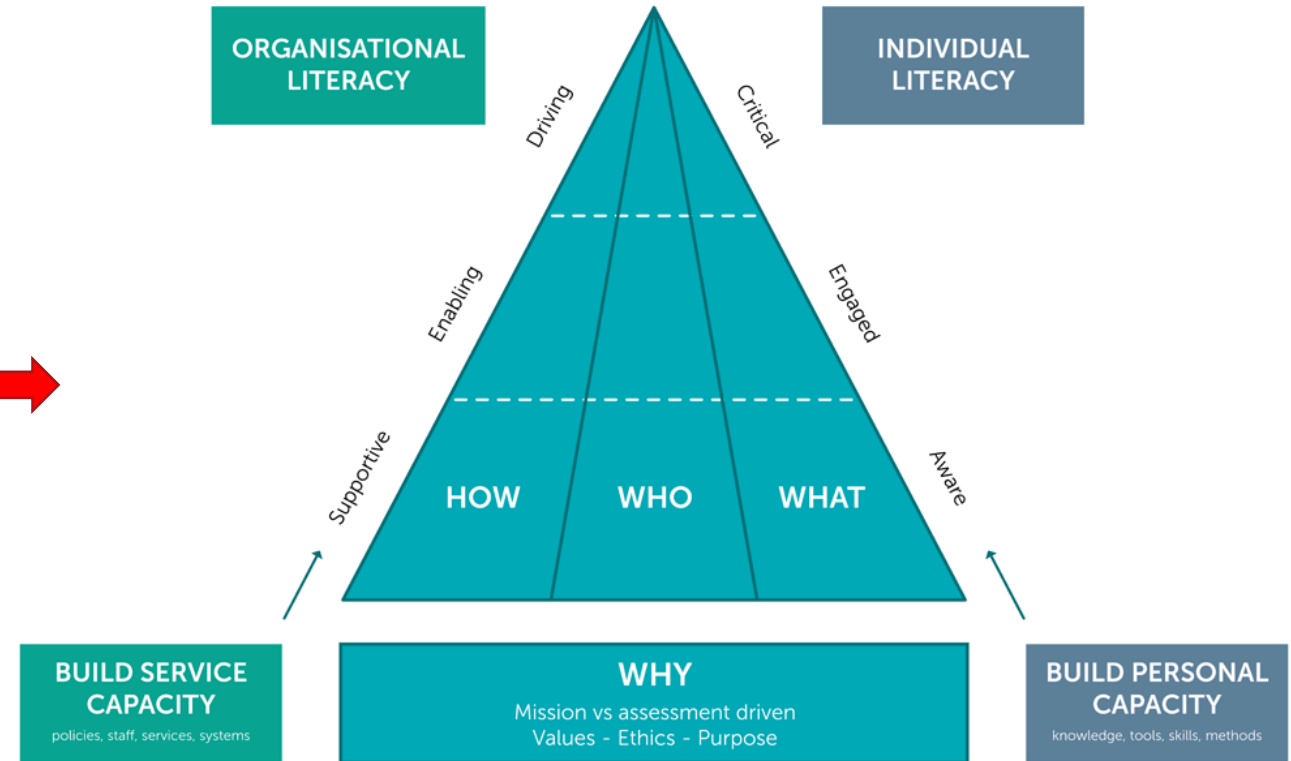 ORGANISATIONAL
LITERACY
INDIVIDUAL
LITERACY
Driving
Critical
Enabling
Engaged
Supportive
Aware
HOW
WHO
WHAT
BUILD SERVICE
CAPACITY
policies, staff, services, systems
WHY
Mission vs assessment driven
Values - Ethics - Purpose
BUILD PERSONAL
CAPACITY
knowledge, tools, skills, methods